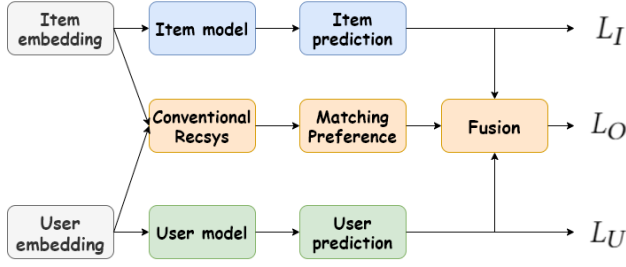 Item
embedding
Item model
Item
prediction
L_I
Conventional
Recsys
Matching
Preference
Fusion
L_O
User
embedding
User model
User
prediction
L_U